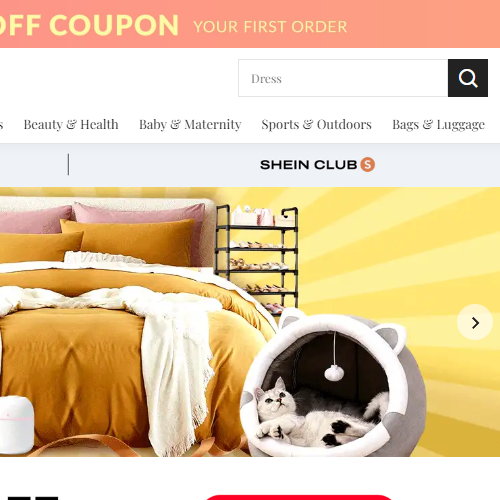 OFF COUPON YOUR FIRST ORDER
Dress
Beauty & Health Baby & Maternity Sports & Outdoors Bags & Luggage
SHEIN CLUB S